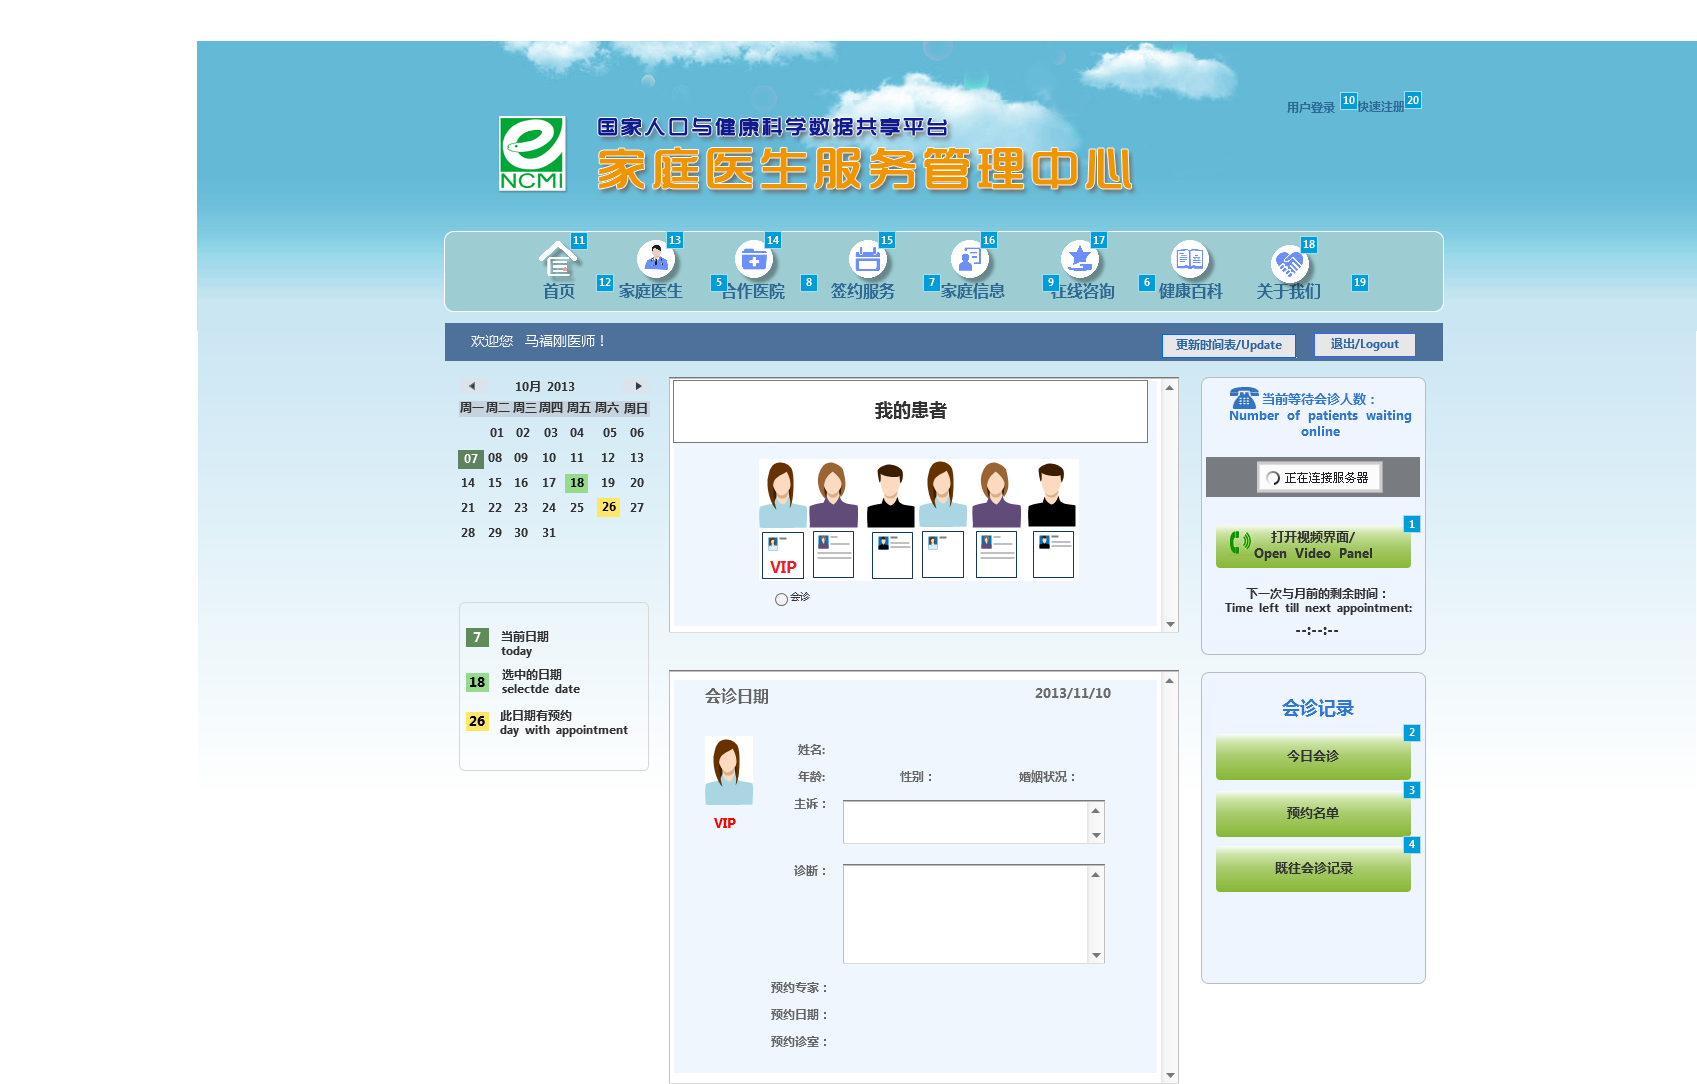 用户登录 10 快速注册 20
国家人口与健康科学数据共享平台
NCMI 家庭医生服务管理中心
11 13 14 15 16 17 18
首页 12 家庭医生 5 合作医院 8 签约服务 7 家庭信息 9 在线咨询 6 健康百科 关于我们 19
欢迎您 马福刚医师！
更新时间表/Update
退出/Logout
10月 2013
周一 周二 周三 周四 周五 周六 周日
01 02 03 04 05 06
07 08 09 10 11 12 13
14 15 16 17 18 19 20
21 22 23 24 25 26 27
28 29 30 31
7 当前日期
today
18 选中的日期
selectde date
26 此日期有预约
day with appointment
我的患者
VIP
会诊
会诊日期 2013/11/10
姓名:
年龄: 性别： 婚姻状况：
主诉：
VIP
诊断：
预约专家：
预约日期：
预约诊室：
当前等待会诊人数：
Number of patients waiting
online
正在连接服务器
1
打开视频界面/
Open Video Panel
下一次与月前的剩余时间：
Time left till next appointment:
--:--:--
会诊记录
2
今日会诊
3
预约名单
4
既往会诊记录